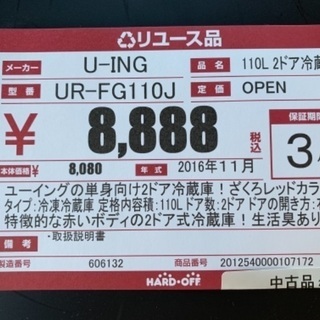 リユース品
メーカー U-ING 品名 110L 2ドア冷蔵
型番 UR-FG110J 定価 OPEN
¥ 8,888 税込 保証期間 3
本体価格 ¥ 8,080 年式 2016年11月
ユーイングの単身向け2ドア冷蔵庫！ざくろレッドカラ
タイプ:冷凍冷蔵庫 定格内容積:110L ドア数:2ドア ドアの開き方:右
特徴的な赤いボディの2ドア式冷蔵庫！生活臭あり
備考 ・取扱説明書
製造番号 606132 HARD・OFF 2012540000107172
中古品